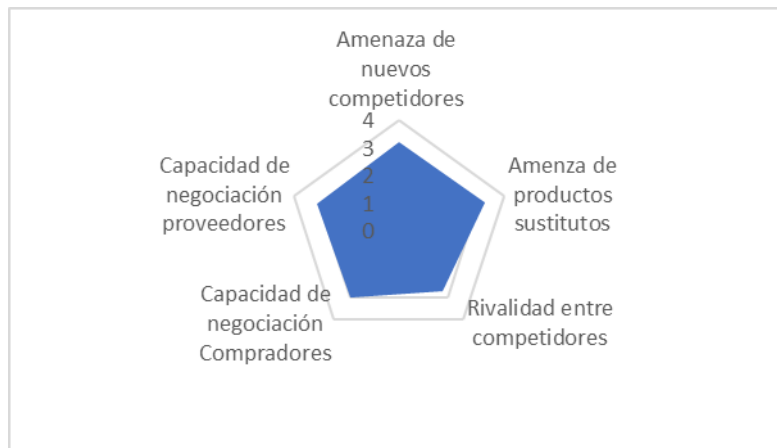 Amenaza de
nuevos
competidores
4
3
2
1
0
Amenza de
productos
sustitutos
Rivalidad entre
competidores
Capacidad de
negociación
Compradores
Capacidad de
negociación
proveedores